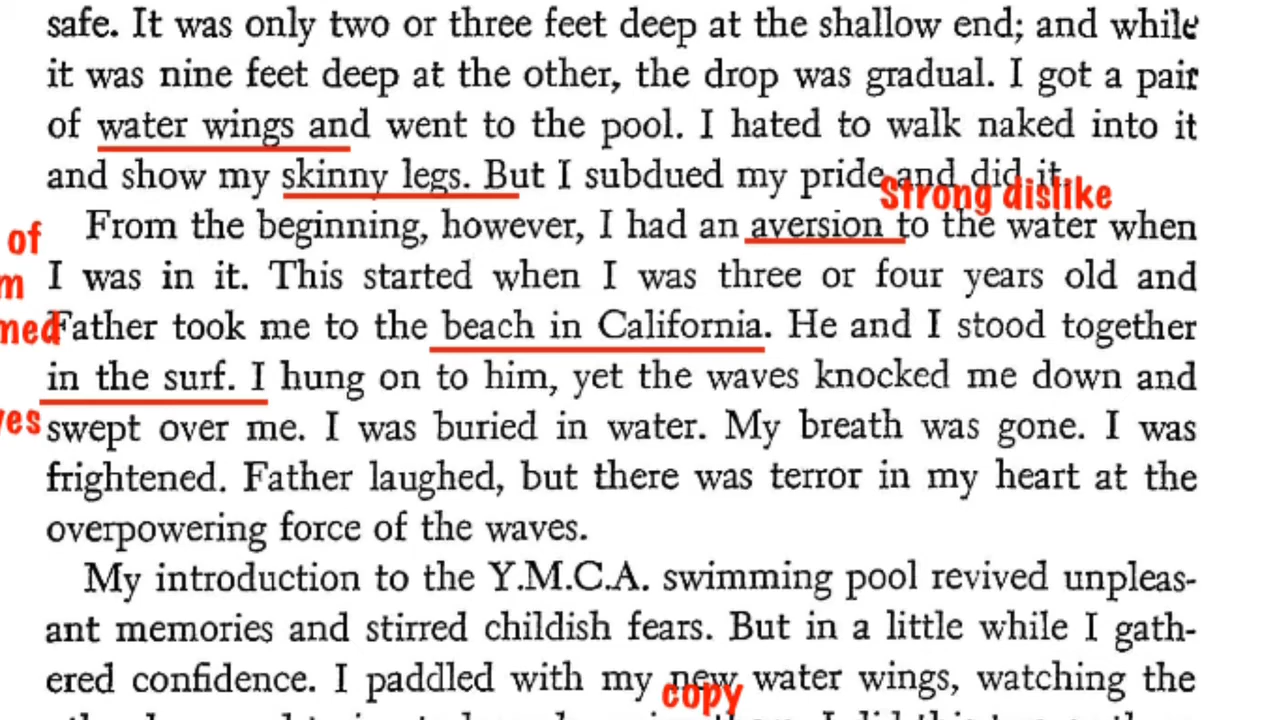 safe. It was only two or three feet deep at the shallow end; and while
it was nine feet deep at the other, the drop was gradual. I got a pair
of water wings and went to the pool. I hated to walk naked into it
and show my skinny legs. But I subdued my pride and did it.
Strong dislike
From the beginning, however, I had an aversion to the water when
of
I was in it. This started when I was three or four years old and
Father took me to the beach in California. He and I stood together
in the surf. I hung on to him, yet the waves knocked me down and
swept over me. I was buried in water. My breath was gone. I was
frightened. Father laughed, but there was terror in my heart at the
overpowering force of the waves.
My introduction to the Y.M.C.A. swimming pool revived unpleas-
ant memories and stirred childish fears. But in a little while I gath-
ered confidence. I paddled with my new water wings, watching the
copy